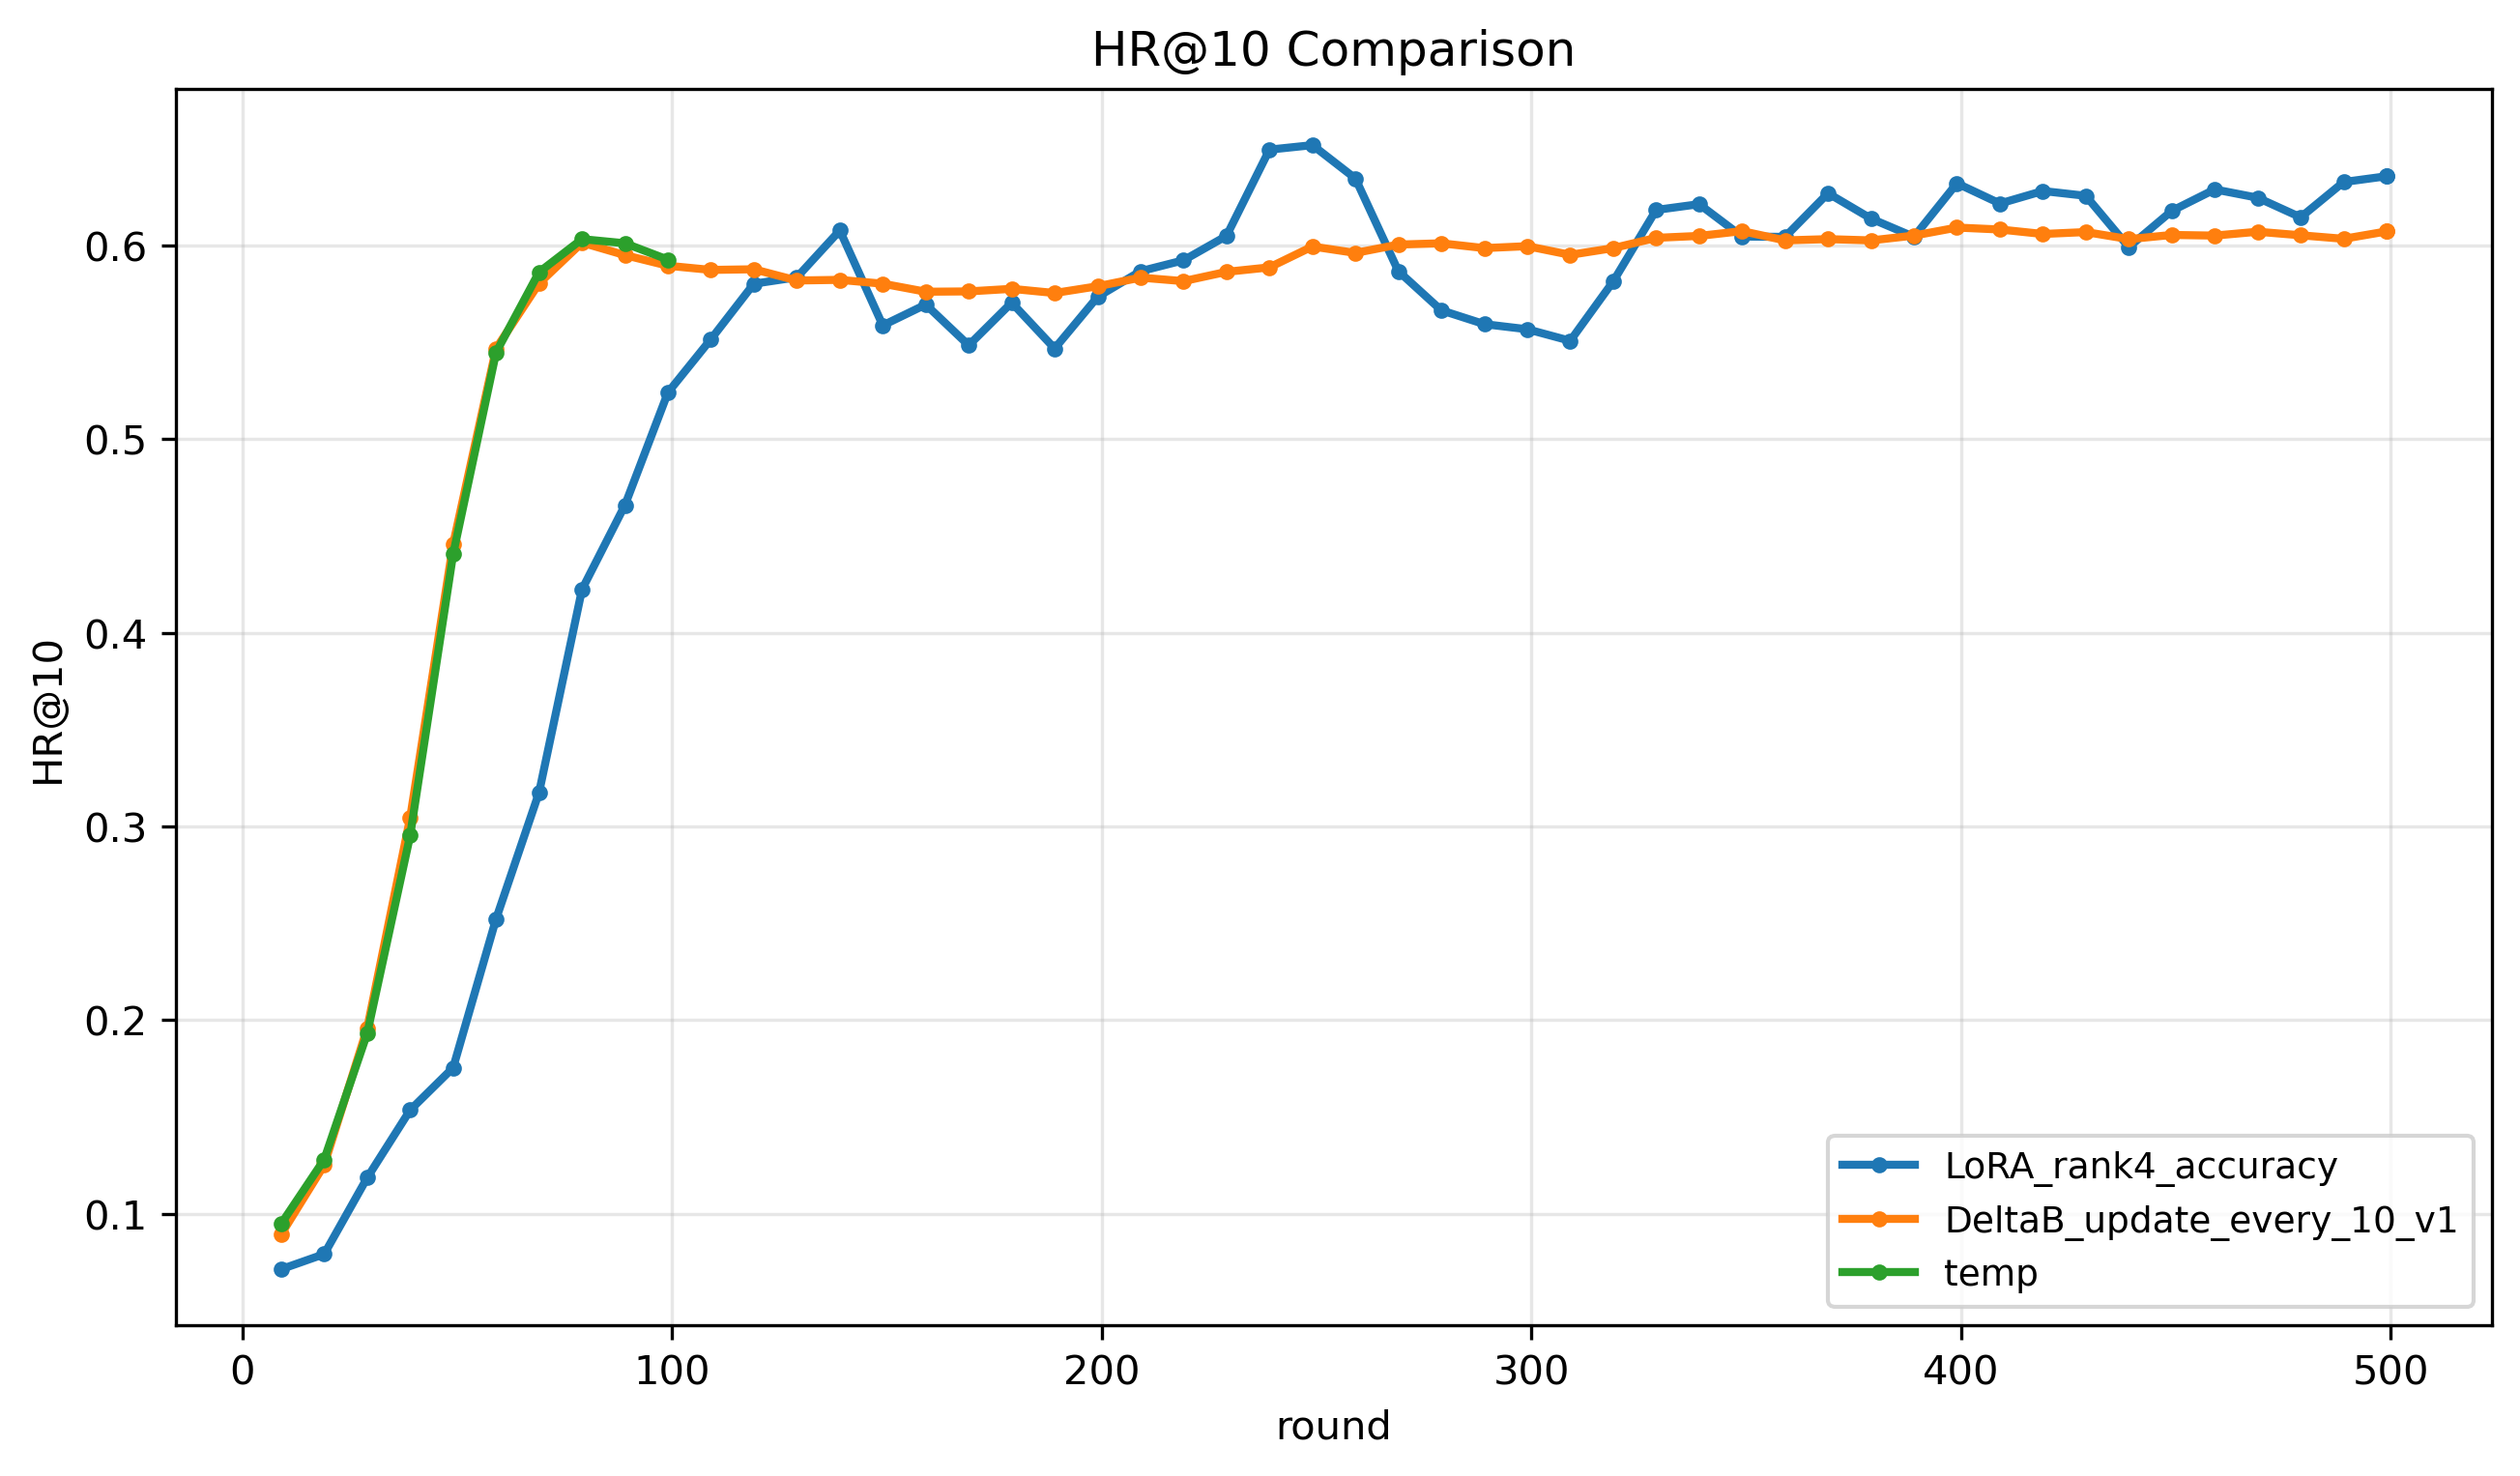 HR@10 Comparison
HR@10
0.6
0.5
0.4
0.3
0.2
0.1
0 100 200 300 400 500
round
LoRA_rank4_accuracy
DeltaB_update_every_10_v1
temp